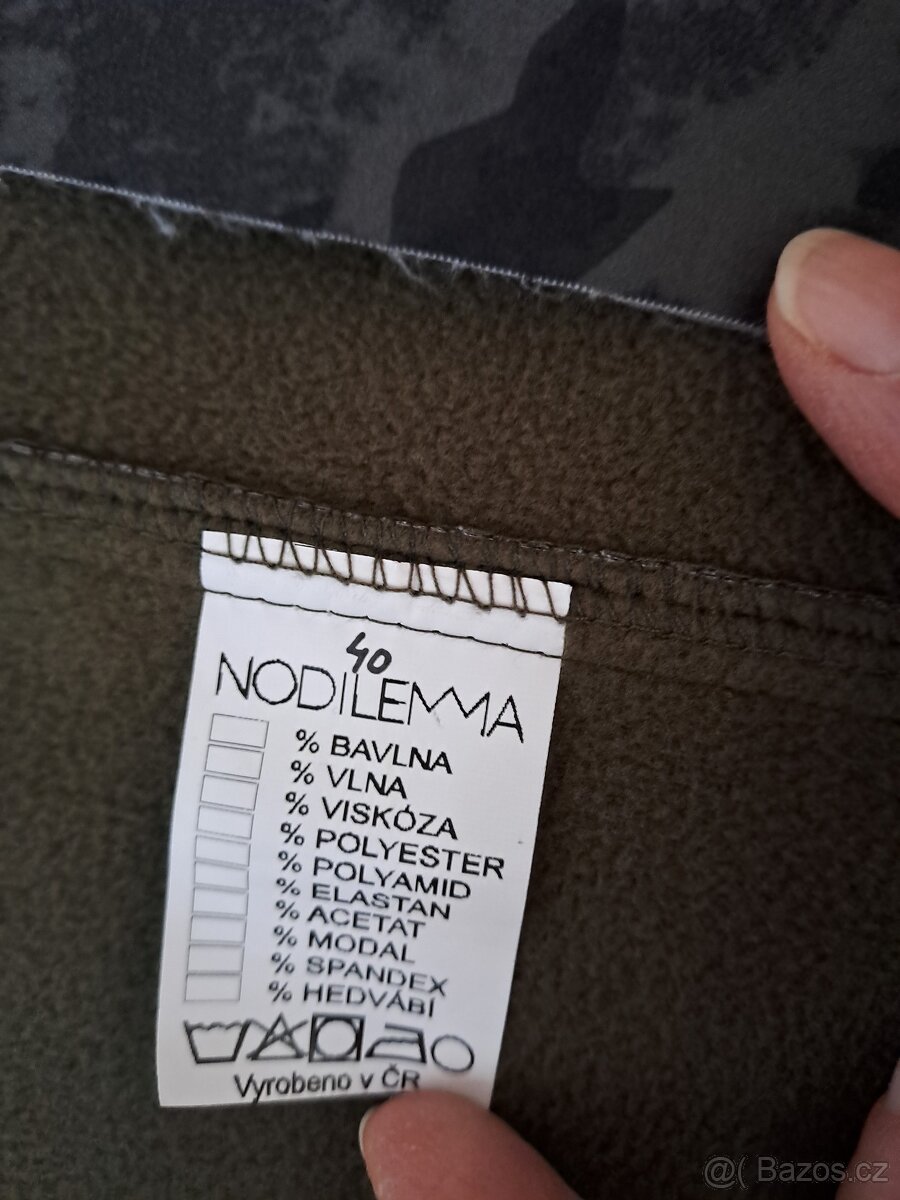 40
NODILEMMA
% BAVLNA
% VLNA
% VISKÓZA
% POLYESTER
% POLYAMID
% ELASTAN
% ACETAT
% MODAL
% SPANDEX
% HEDVÁBÍ
Vyrobeno v ČR
@( Bazos.cz